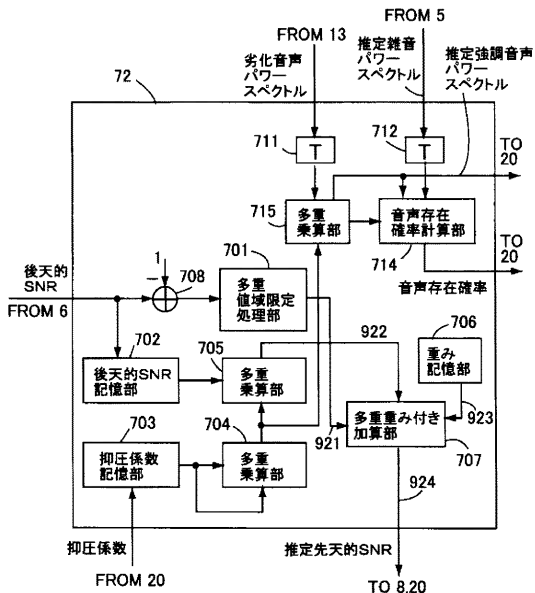 FROM 5
FROM 13
劣化音声
パワー
スペクトル
推定雑音
パワー
スペクトル
推定強調音声
パワー
スペクトル
72
711
T
712
T
TO
20
715
多重
乗算部
音声存在
確率計算部
714
TO
20
音声存在確率
後天的
SNR
FROM 6
1
−
708
701
多重
値域限定
処理部
702
後天的SNR
記憶部
705
多重
乗算部
922
706
重み
記憶部
923
703
抑圧係数
記憶部
704
多重
乗算部
921
多重重み付き
加算部
707
924
抑圧係数
FROM 20
推定先天的SNR
TO 8,20